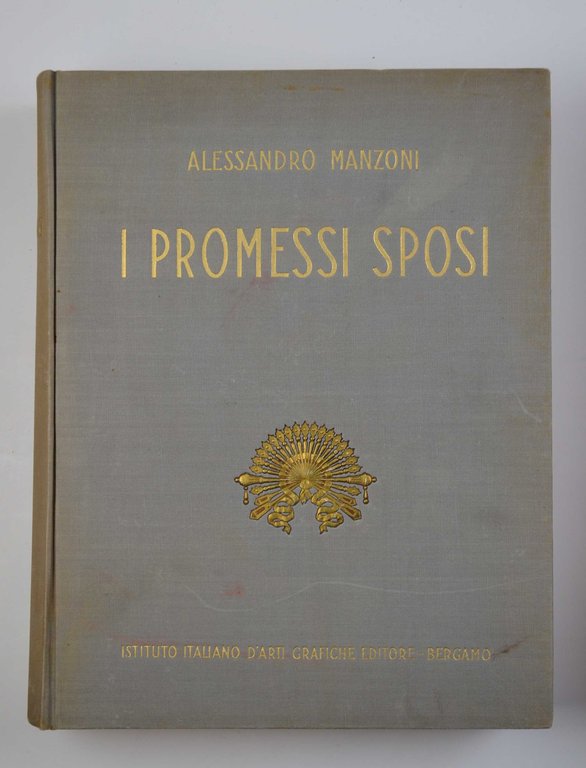 ALESSANDRO MANZONI
I PROMESSI SPOSI
ISTITUTO ITALIANO D'ARTI GRAFICHE EDITORE - BERGAMO